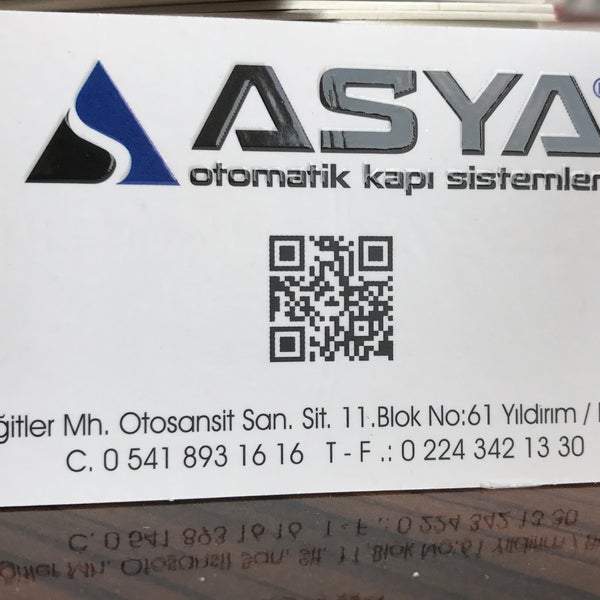 ASYA
otomatik kapı sistemler
ğitler Mh. Otosansit San. Sit. 11.Blok No:61 Yıldırım /
C. 0 541 893 16 16 T - F .: 0 224 342 13 30